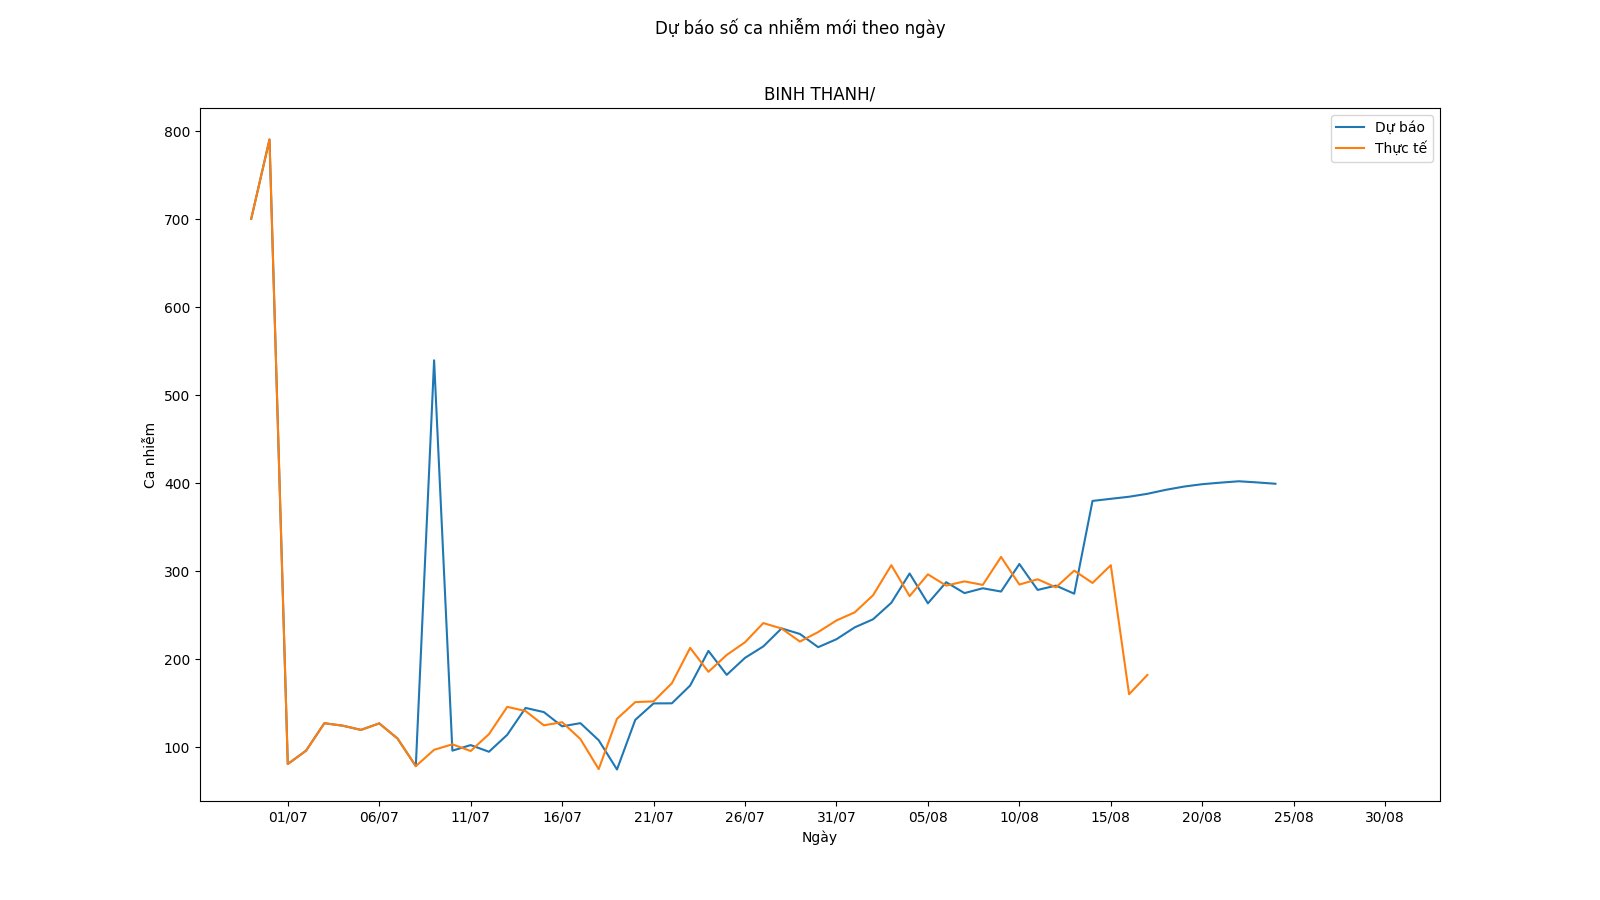 Dự báo số ca nhiễm mới theo ngày
BINH THANH/
Dự báo
Thực tế
800
700
600
500
400
300
200
100
Ca nhiễm
01/07 06/07 11/07 16/07 21/07 26/07 31/07 05/08 10/08 15/08 20/08 25/08 30/08
Ngày